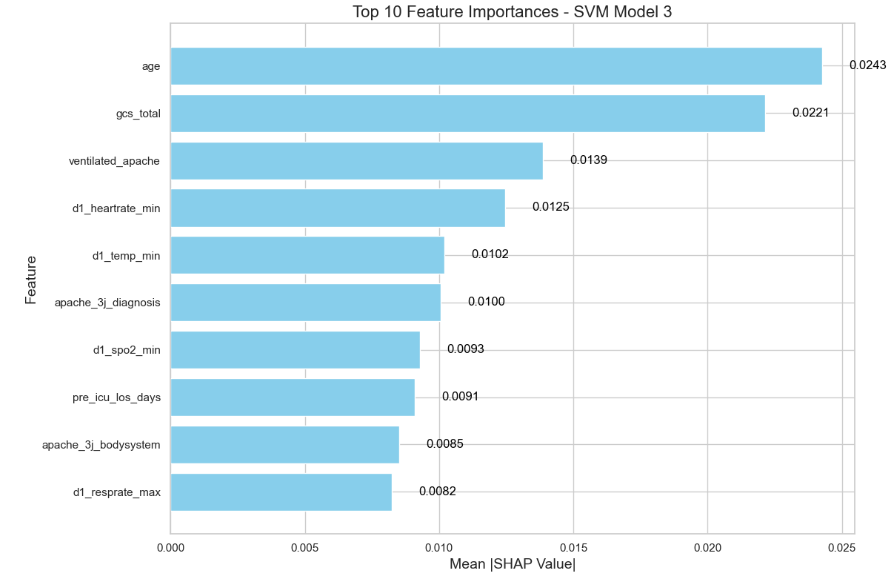 Top 10 Feature Importances - SVM Model 3
Feature
age 0.0243
gcs_total 0.0221
ventilated_apache 0.0139
d1_heartrate_min 0.0125
d1_temp_min 0.0102
apache_3j_diagnosis 0.0100
d1_spo2_min 0.0093
pre_icu_los_days 0.0091
apache_3j_bodysystem 0.0085
d1_resprate_max 0.0082
0.000 0.005 0.010 0.015 0.020 0.025
Mean |SHAP Value|